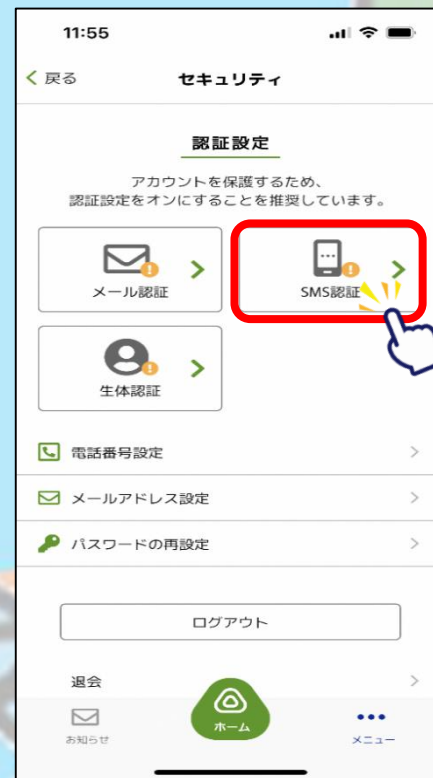 11:55
戻る
セキュリティ
認証設定
アカウントを保護するため、
認証設定をオンにすることを推奨しています。
メール認証
SMS認証
生体認証
電話番号設定
メールアドレス設定
パスワードの再設定
ログアウト
退会
お知らせ
ホーム
メニュー